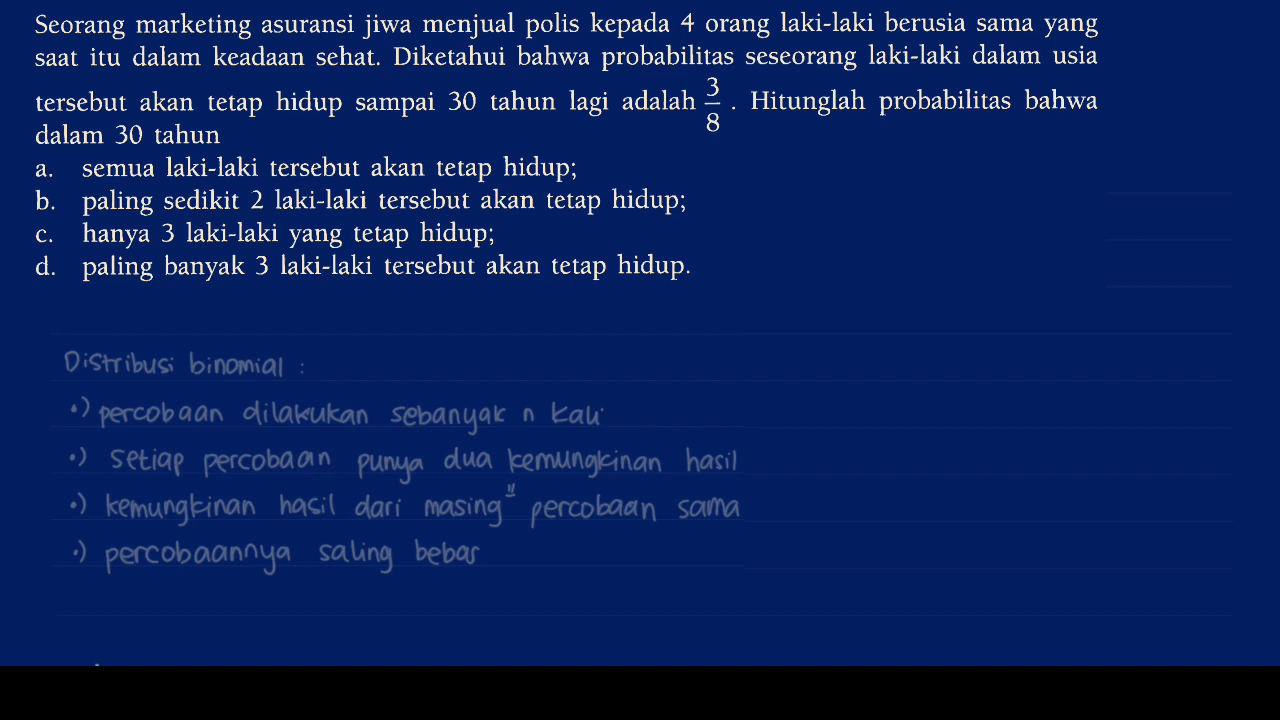 Seorang marketing asuransi jiwa menjual polis kepada 4 orang laki-laki berusia sama yang
saat itu dalam keadaan sehat. Diketahui bahwa probabilitas seseorang laki-laki dalam usia
tersebut akan tetap hidup sampai 30 tahun lagi adalah 3/8 . Hitunglah probabilitas bahwa
dalam 30 tahun
a. semua laki-laki tersebut akan tetap hidup;
b. paling sedikit 2 laki-laki tersebut akan tetap hidup;
c. hanya 3 laki-laki yang tetap hidup;
d. paling banyak 3 laki-laki tersebut akan tetap hidup.
Distribusi binomial :
•) percobaan dilakukan sebanyak n kali
•) setiap percobaan punya dua kemungkinan hasil
•) kemungkinan hasil dari masing" percobaan sama
•) percobaannya saling bebas